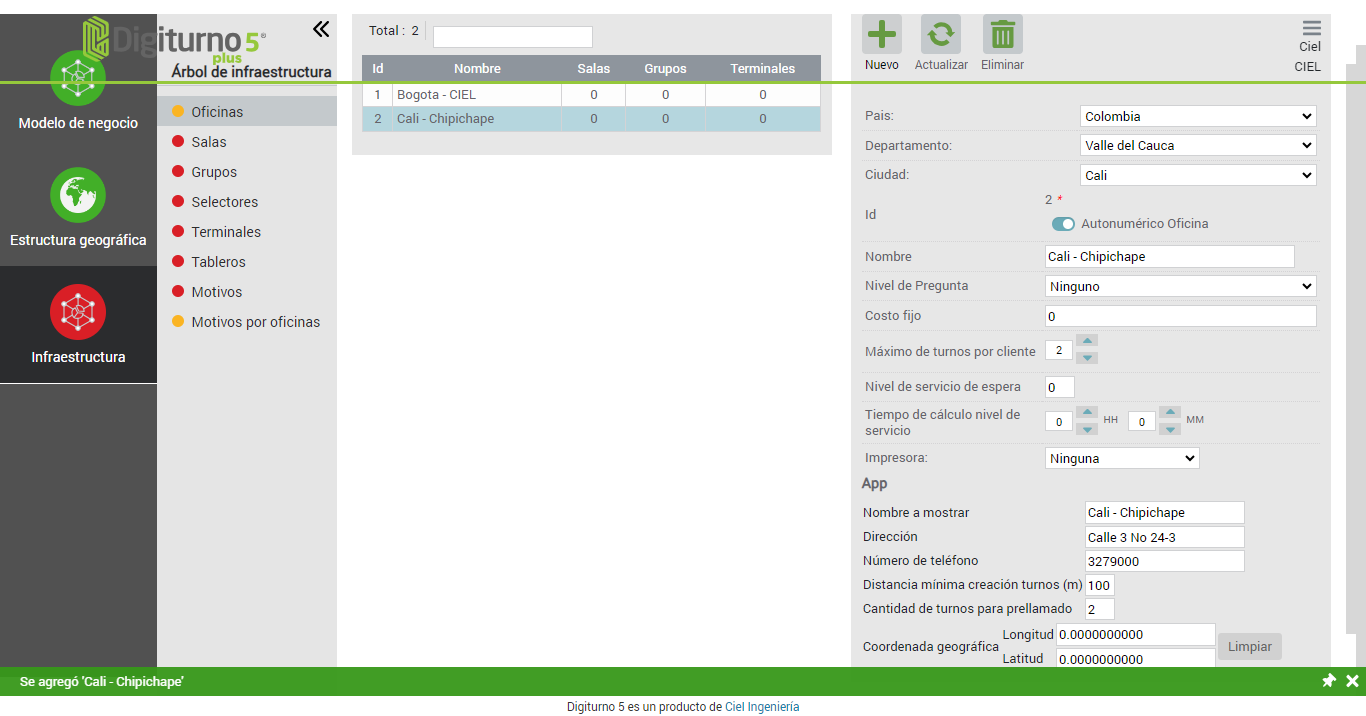 Digiturno 5®
plus
Modelo de negocio
Estructura geográfica
Infraestructura
Árbol de infraestructura
Oficinas
Salas
Grupos
Selectores
Terminales
Tableros
Motivos
Motivos por oficinas
Total : 2
Id Nombre Salas Grupos Terminales
1 Bogota - CIEL 0 0 0
2 Cali - Chipichape 0 0 0
Nuevo Actualizar Eliminar
Ciel
CIEL
Pais: Colombia
Departamento: Valle del Cauca
Ciudad: Cali
Id 2 *
Autonumérico Oficina
Nombre Cali - Chipichape
Nivel de Pregunta Ninguno
Costo fijo 0
Máximo de turnos por cliente 2
Nivel de servicio de espera 0
Tiempo de cálculo nivel de
servicio 0 HH 0 MM
Impresora: Ninguna
App
Nombre a mostrar Cali - Chipichape
Dirección Calle 3 No 24-3
Número de teléfono 3279000
Distancia mínima creación turnos (m) 100
Cantidad de turnos para prellamado 2
Coordenada geográfica Longitud 0.0000000000
Latitud 0.0000000000
Limpiar
Se agregó 'Cali - Chipichape'
Digiturno 5 es un producto de Ciel Ingeniería